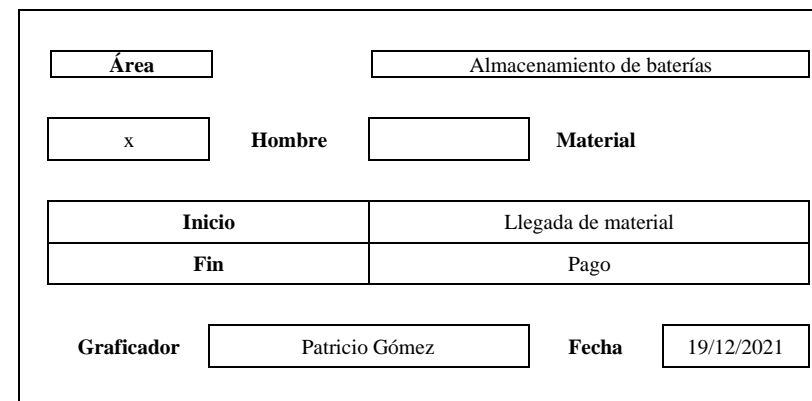 Área Almacenamiento de baterías
x Hombre Material
Inicio Llegada de material
Fin Pago
Graficador Patricio Gómez Fecha 19/12/2021